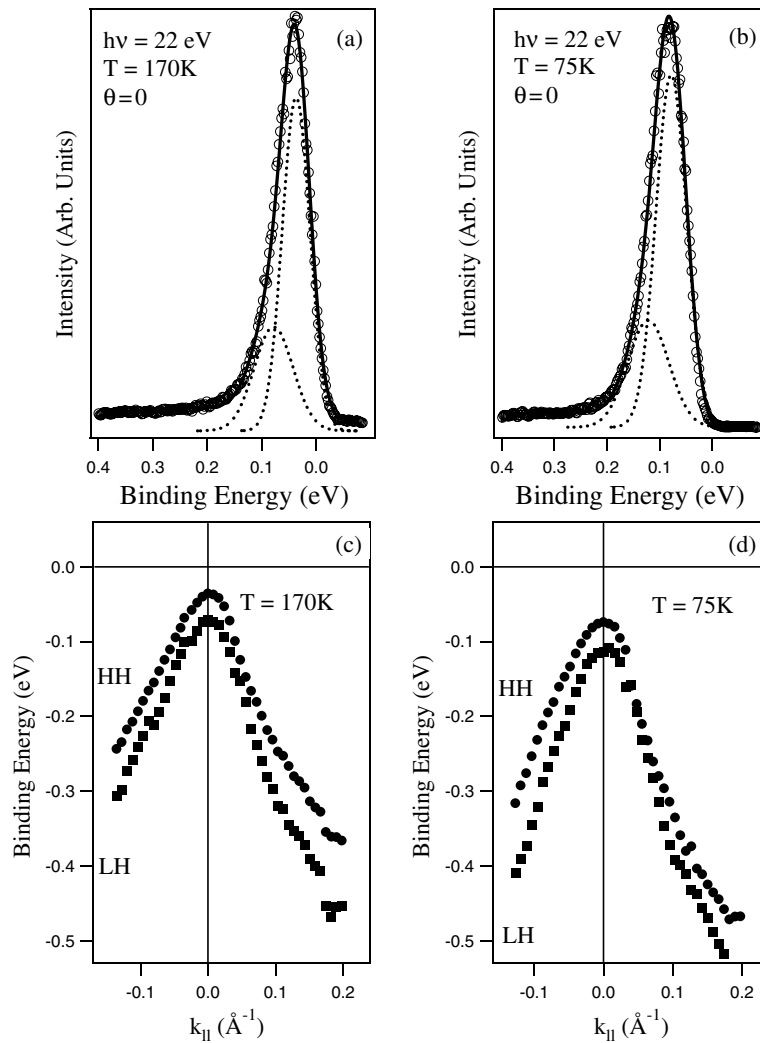 hν = 22 eV
T = 170K
θ=0
(a)
Intensity (Arb. Units)
0.4 0.3 0.2 0.1 0.0
Binding Energy (eV)
hν = 22 eV
T = 75K
θ=0
(b)
Intensity (Arb. Units)
0.4 0.3 0.2 0.1 0.0
Binding Energy (eV)
(c)
T = 170K
HH
LH
0.0
-0.1
-0.2
-0.3
-0.4
-0.5
Binding Energy (eV)
-0.1 0.0 0.1 0.2
k_ll (Å⁻¹)
(d)
T = 75K
HH
LH
0.0
-0.1
-0.2
-0.3
-0.4
-0.5
Binding Energy (eV)
-0.1 0.0 0.1 0.2
k_ll (Å⁻¹)